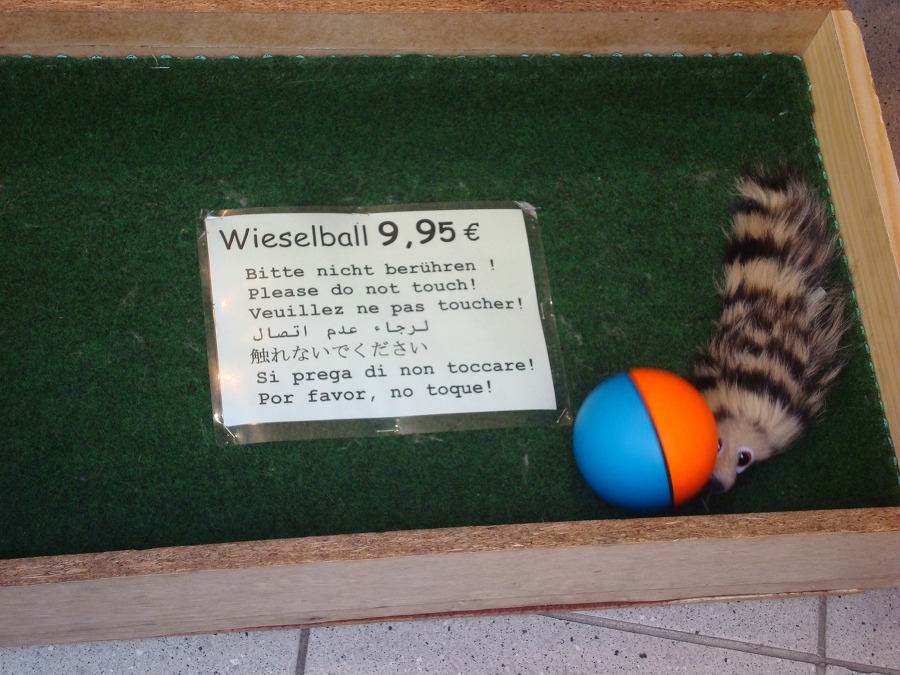 Wieselball 9,95 €
Bitte nicht berühren !
Please do not touch!
Veuillez ne pas toucher!
لرجاء عدم اتصال
触れないでください
Si prega di non toccare!
Por favor, no toque!